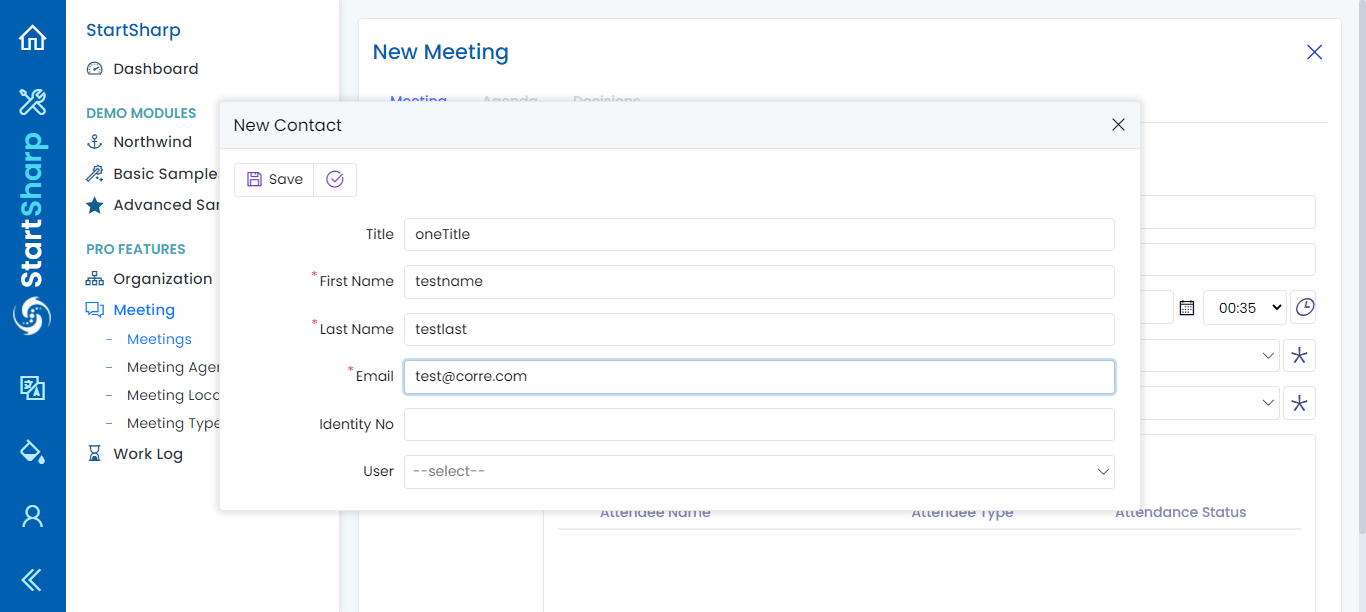 StartSharp
StartSharp
Dashboard
DEMO MODULES
Northwind
Basic Sample
Advanced Sa
PRO FEATURES
Organization
Meeting
Meetings
Meeting Age
Meeting Loc
Meeting Type
Work Log
New Meeting
Meeting Agenda Decisions
New Contact
Save
Title oneTitle
*First Name testname
*Last Name testlast
*Email test@corre.com
Identity No
User --select--
00:35
Attendee Name Attendee Type Attendance Status